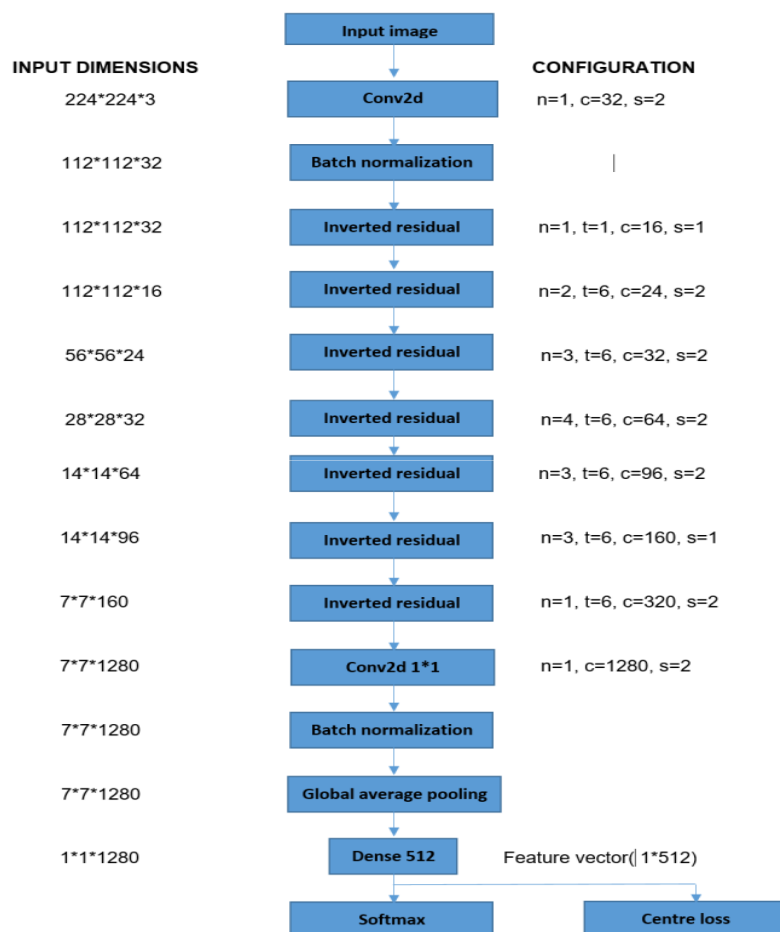 Input image
INPUT DIMENSIONS CONFIGURATION
224*224*3 Conv2d n=1, c=32, s=2
112*112*32 Batch normalization
112*112*32 Inverted residual n=1, t=1, c=16, s=1
112*112*16 Inverted residual n=2, t=6, c=24, s=2
56*56*24 Inverted residual n=3, t=6, c=32, s=2
28*28*32 Inverted residual n=4, t=6, c=64, s=2
14*14*64 Inverted residual n=3, t=6, c=96, s=2
14*14*96 Inverted residual n=3, t=6, c=160, s=1
7*7*160 Inverted residual n=1, t=6, c=320, s=2
7*7*1280 Conv2d 1*1 n=1, c=1280, s=2
7*7*1280 Batch normalization
7*7*1280 Global average pooling
1*1*1280 Dense 512 Feature vector( 1*512)
Softmax Centre loss